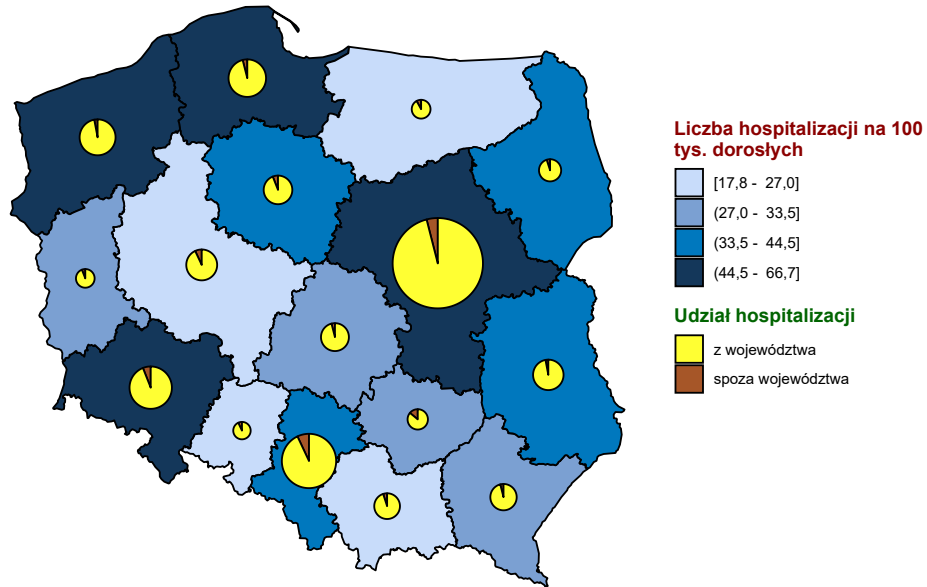 Liczba hospitalizacji na 100
tys. dorosłych
[17,8 - 27,0]
(27,0 - 33,5]
(33,5 - 44,5]
(44,5 - 66,7]
Udział hospitalizacji
z województwa
spoza województwa